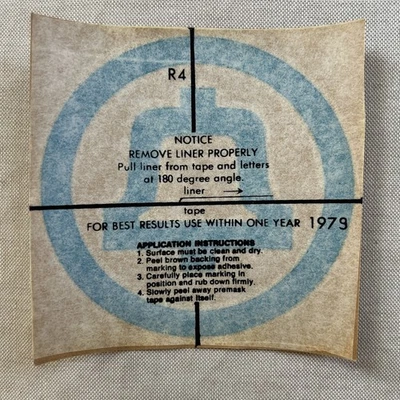 R4
NOTICE
REMOVE LINER PROPERLY
Pull liner from tape and letters
at 180 degree angle.
liner →
tape
FOR BEST RESULTS USE WITHIN ONE YEAR 1979
APPLICATION INSTRUCTIONS
1. Surface must be clean and dry.
2. Peel brown backing from
marking to expose adhesive.
3. Carefully place marking in
position and rub down firmly.
4. Slowly peel away premask
tape against itself.